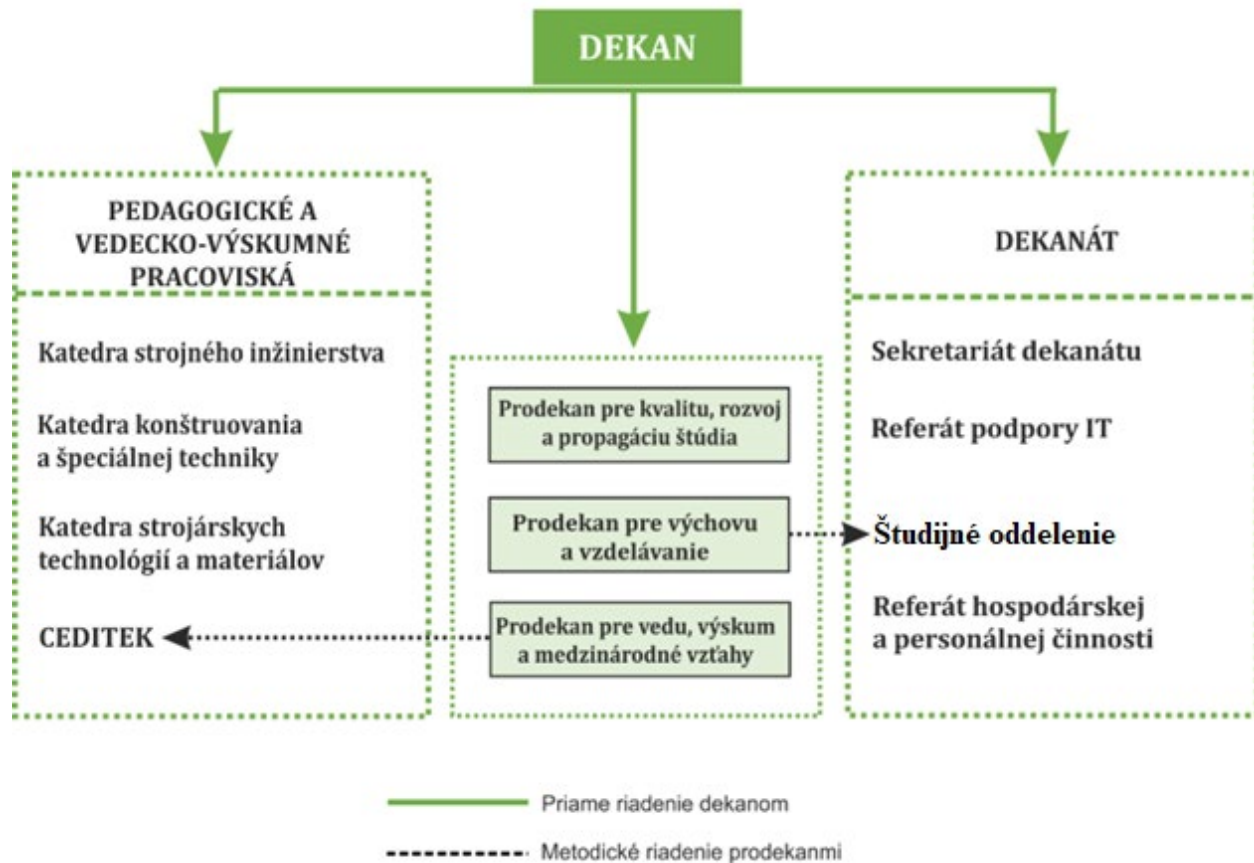 DEKAN
PEDAGOGICKÉ A
VEDECKO-VÝSKUMNÉ
PRACOVISKÁ
Katedra strojného inžinierstva
Katedra konštruovania
a špeciálnej techniky
Katedra strojárskych
technológií a materiálov
CEDITEK
Prodekan pre kvalitu, rozvoj
a propagáciu štúdia
Prodekan pre výchovu
a vzdelávanie
Prodekan pre vedu, výskum
a medzinárodné vzťahy
DEKANÁT
Sekretariát dekanátu
Referát podpory IT
Študijné oddelenie
Referát hospodárskej
a personálnej činnosti
Priame riadenie dekanom
Metodické riadenie prodekanmi